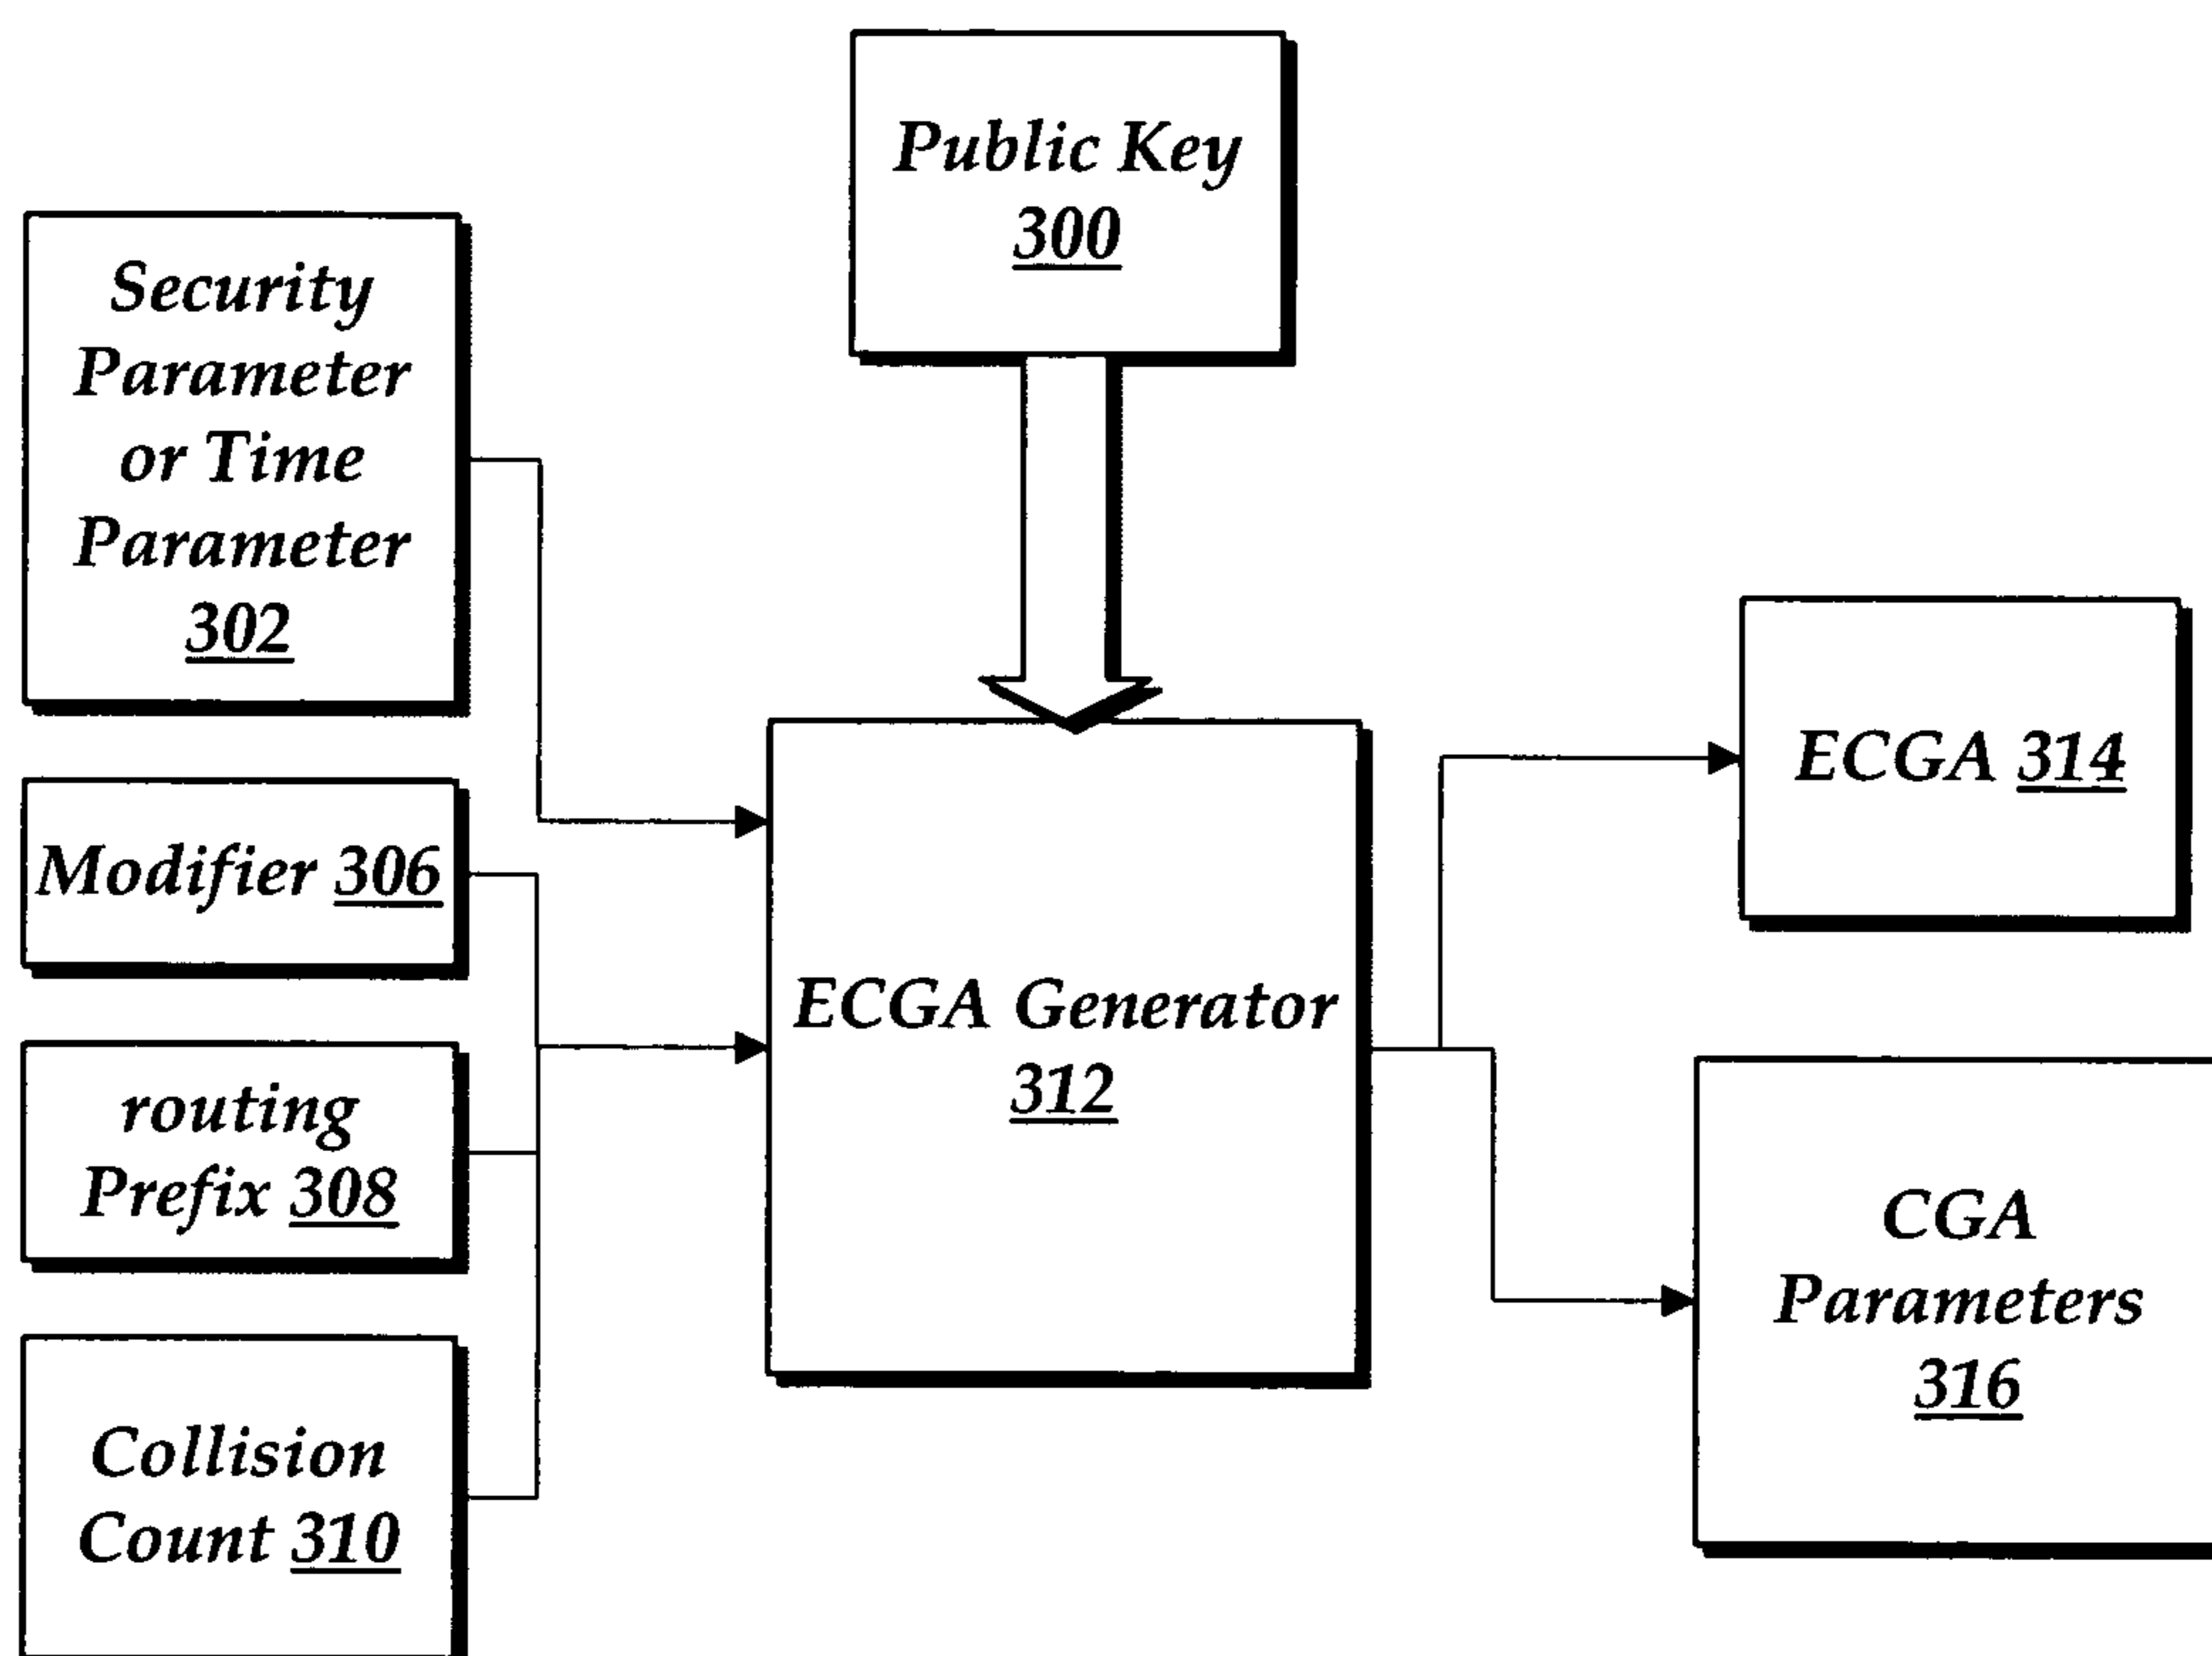 Public Key
300
Security
Parameter
or Time
Parameter
302
Modifier 306
routing
Prefix 308
Collision
Count 310
ECGA Generator
312
ECGA 314
CGA
Parameters
316